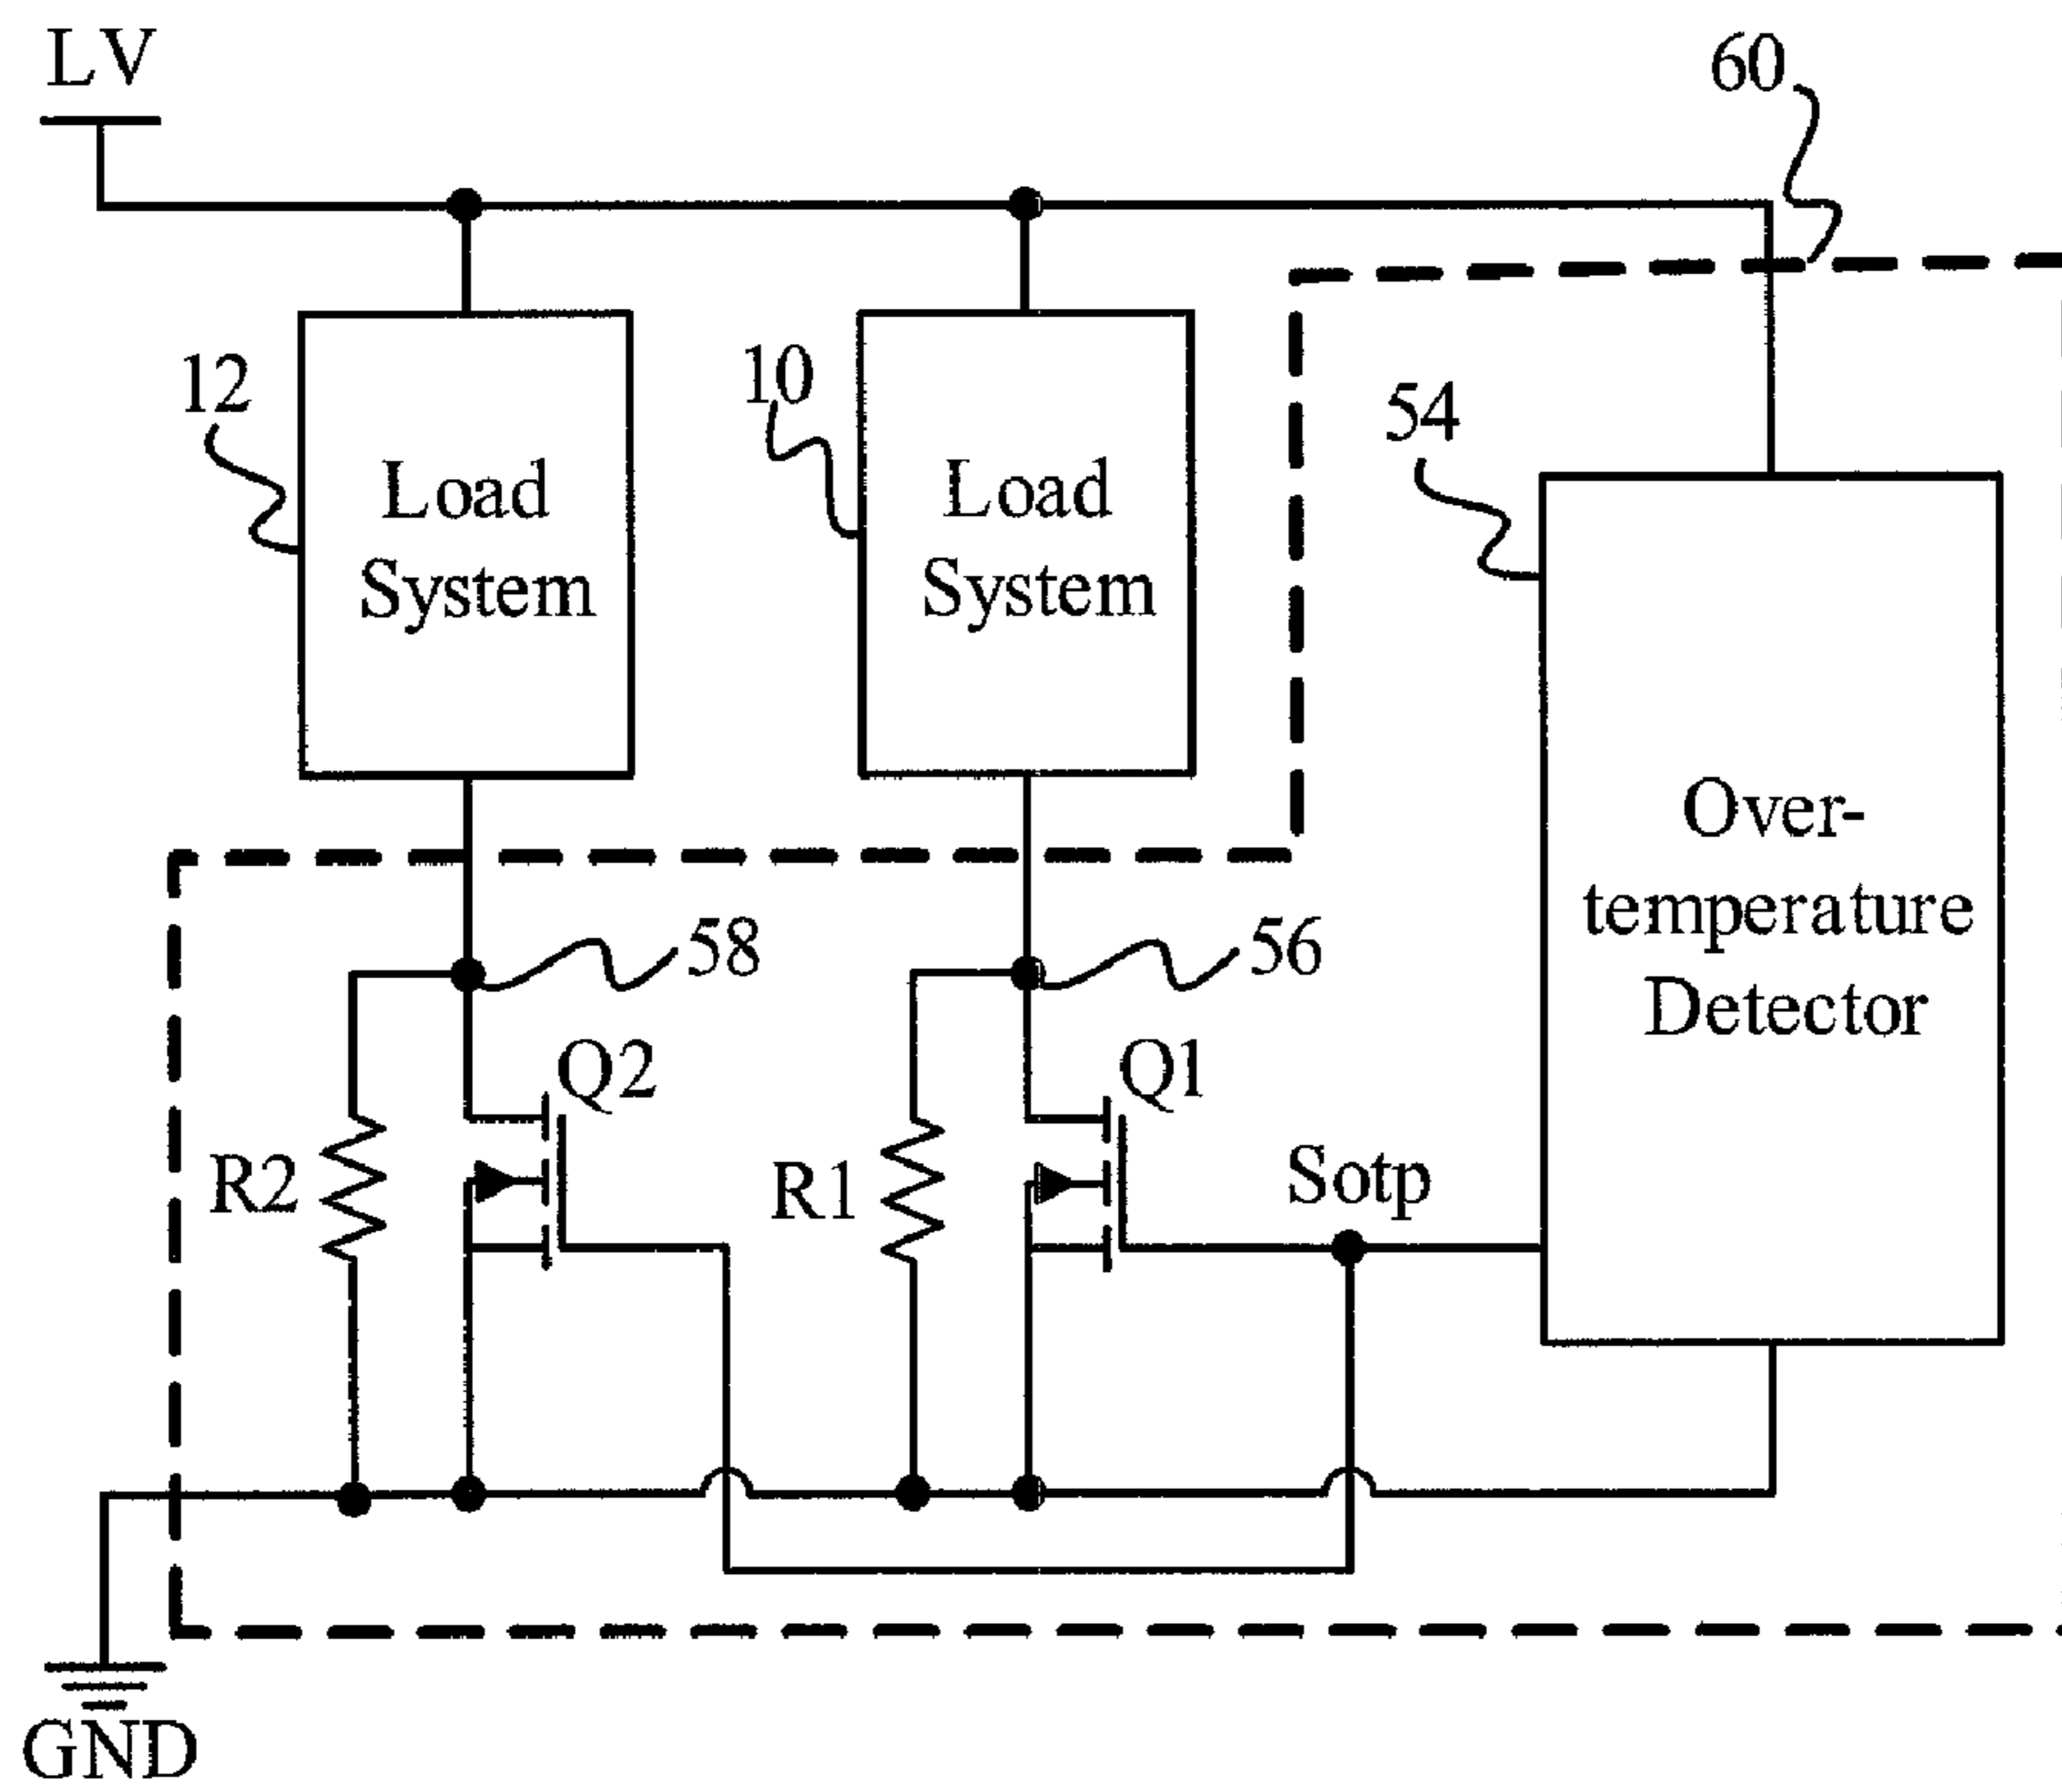 LV
60
12
10
54
Load
System
Load
System
Over-
temperature
Detector
58
56
Q2
Q1
R2
R1
Sotp
GND